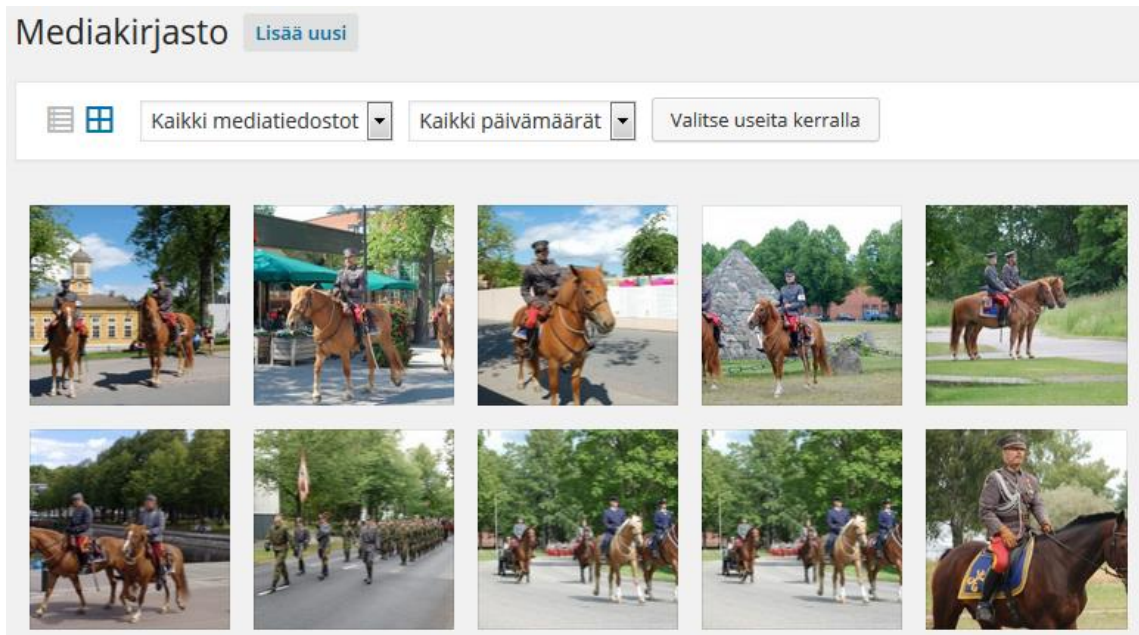 Mediakirjasto Lisää uusi
Kaikki mediatiedostot Kaikki päivämäärät Valitse useita kerralla